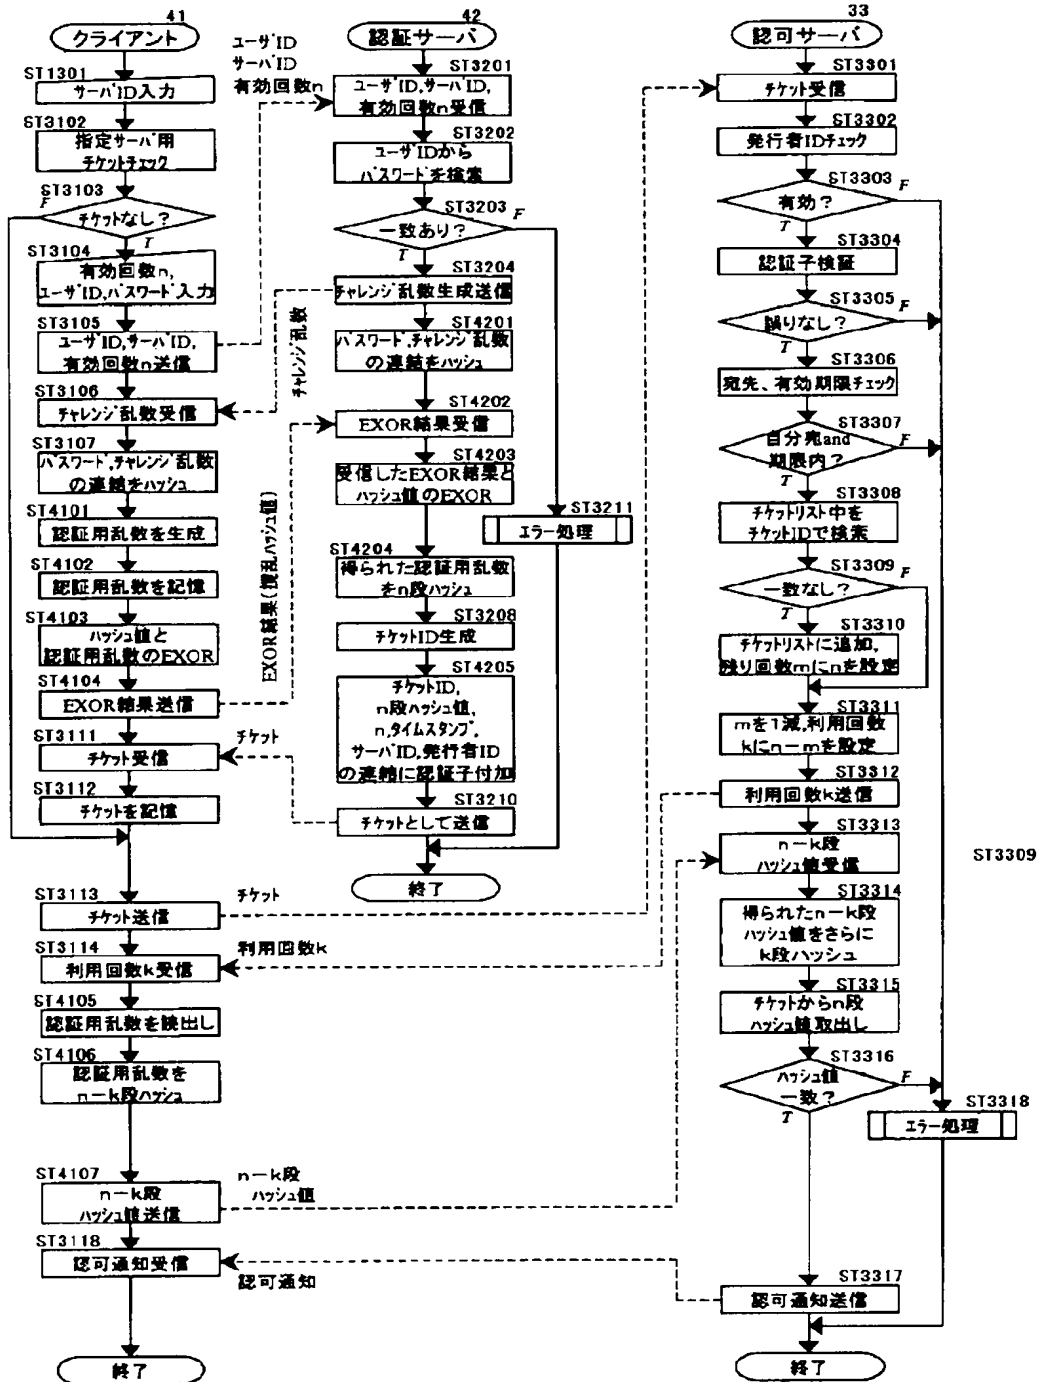 41
クライアント
ST1301
サーバID入力
ST3102
指定サーバ用
チケットチェック
ST3103
F
チケットなし?
T
ST3104
有効回数n,
ユーザID,パスワード入力
ST3105
ユーザID,サーバID,
有効回数n送信
ST3106
チャレンジ乱数受信
ST3107
パスワード,チャレンジ乱数
の連結をハッシュ
ST4101
認証用乱数を生成
ST4102
認証用乱数を記憶
ST4103
ハッシュ値と
認証用乱数のEXOR
ST4104
EXOR結果送信
ST3111
チケット受信
ST3112
チケットを記憶
ST3113
チケット送信
ST3114
利用回数k受信
ST4105
認証用乱数を読出し
ST4106
認証用乱数を
n-k段ハッシュ
ST4107
n-k段
ハッシュ値送信
ST3118
認可通知受信
終了
ユーザID
サーバID
有効回数n
チャレンジ乱数
EXOR結果(攪乱ハッシュ値)
チケット
チケット
利用回数k
n-k段
ハッシュ値
認可通知
42
認証サーバ
ST3201
ユーザID,サーバID,
有効回数n受信
ST3202
ユーザIDから
パスワードを検索
ST3203
一致あり?
F
T
ST3204
チャレンジ乱数生成送信
ST4201
パスワード,チャレンジ乱数
の連結をハッシュ
ST4202
EXOR結果受信
ST4203
受信したEXOR結果と
ハッシュ値のEXOR
ST3211
エラー処理
ST4204
得られた認証用乱数
をn段ハッシュ
ST3208
チケットID生成
ST4205
チケットID,
n段ハッシュ値,
n,タイムスタンプ,
サーバID,発行者ID
の連結に認証子付加
ST3210
チケットとして送信
終了
33
認可サーバ
ST3301
チケット受信
ST3302
発行者IDチェック
ST3303
有効?
F
T
ST3304
認証子検証
ST3305
誤りなし?
F
T
ST3306
宛先、有効期限チェック
ST3307
自分宛and
期限内?
F
T
ST3308
チケットリスト中を
チケットIDで検索
ST3309
一致なし?
F
T
ST3310
チケットリストに追加,
残り回数mにnを設定
ST3311
mを1減,利用回数
kにn-mを設定
ST3312
利用回数k送信
ST3313
n-k段
ハッシュ値受信
ST3309
ST3314
得られたn-k段
ハッシュ値をさらに
k段ハッシュ
ST3315
チケットからn段
ハッシュ値取出し
ST3316
ハッシュ値
一致?
F
T
ST3318
エラー処理
ST3317
認可通知送信
終了